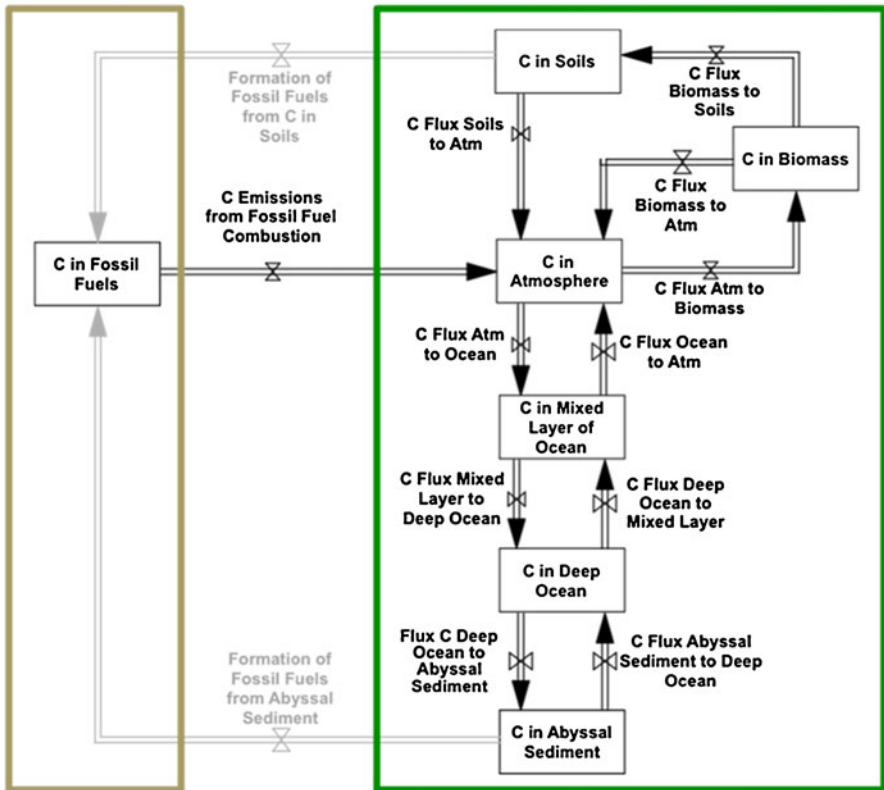 C in Soils
Formation of
Fossil Fuels
from C in
Soils
C Flux
Biomass to
Soils
C Flux Soils
to Atm
C in Biomass
C Flux
Biomass to
Atm
C Emissions
from Fossil Fuel
Combustion
C in Fossil
Fuels
C in
Atmosphere
C Flux Atm to
Biomass
C Flux Atm
to Ocean
C Flux Ocean
to Atm
C in Mixed
Layer of
Ocean
C Flux Mixed
Layer to
Deep Ocean
C Flux Deep
Ocean to
Mixed Layer
C in Deep
Ocean
Flux C Deep
Ocean to
Abyssal
Sediment
C Flux Abyssal
Sediment to Deep
Ocean
Formation of
Fossil Fuels
from Abyssal
Sediment
C in Abyssal
Sediment